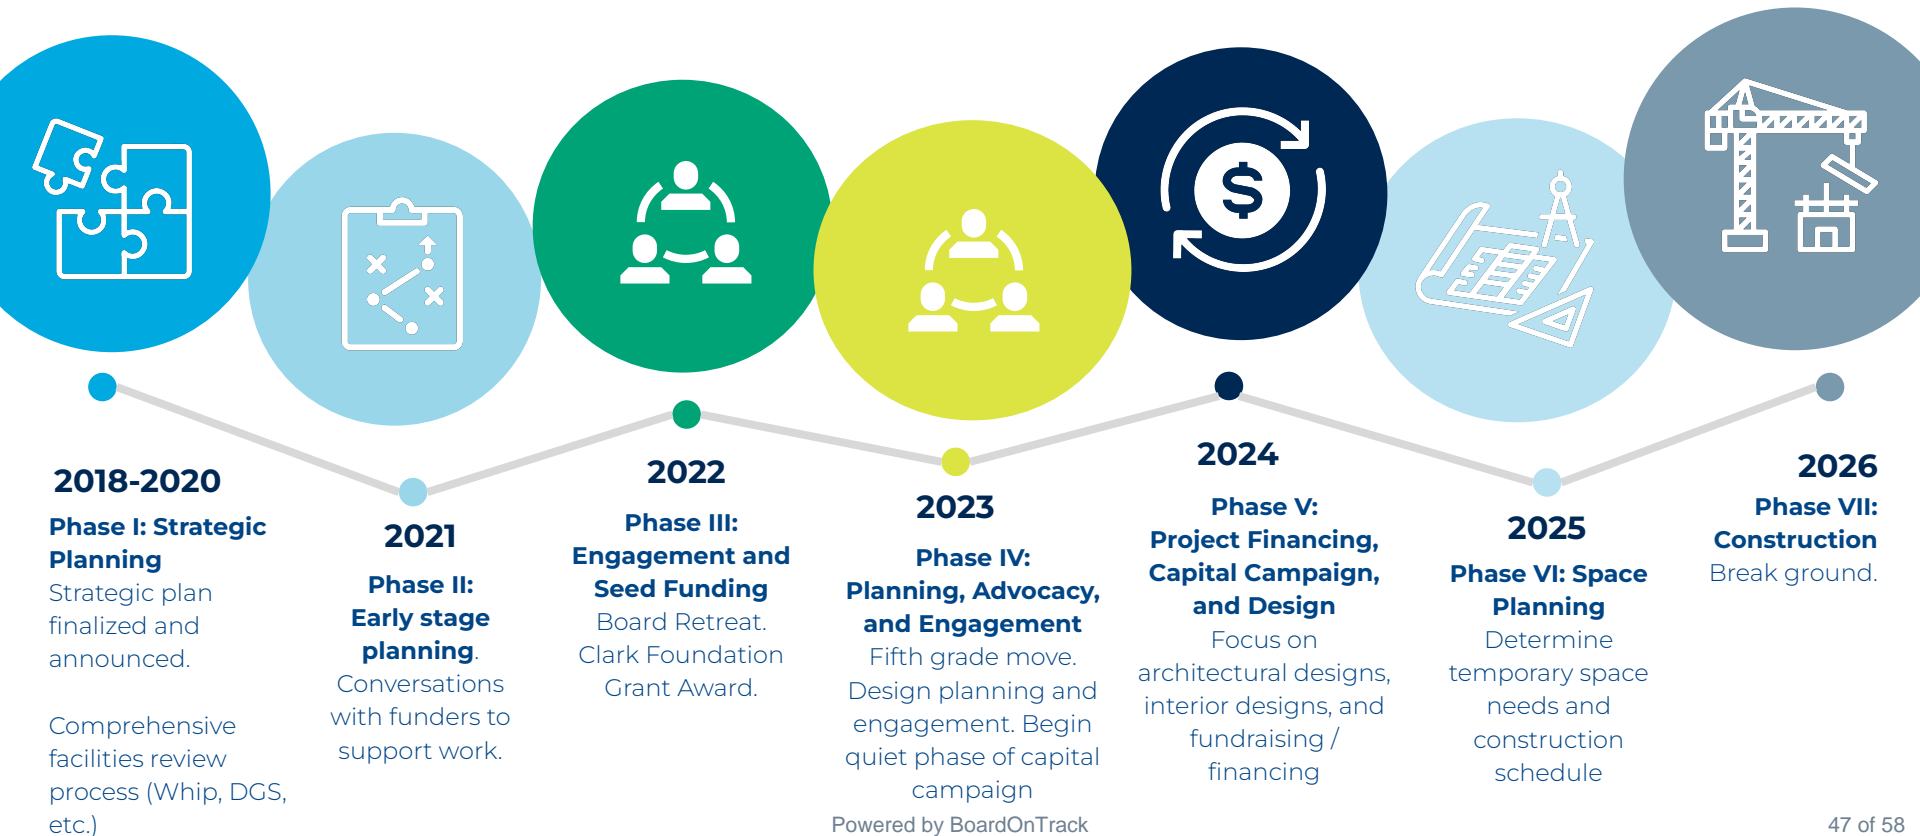 2018-2020
Phase I: Strategic
Planning
Strategic plan
finalized and
announced.
Comprehensive
facilities review
process (Whip, DGS,
etc.)
2021
Phase II:
Early stage
planning.
Conversations
with funders to
support work.
2022
Phase III:
Engagement and
Seed Funding
Board Retreat.
Clark Foundation
Grant Award.
2023
Phase IV:
Planning, Advocacy,
and Engagement
Fifth grade move.
Design planning and
engagement. Begin
quiet phase of capital
campaign
2024
Phase V:
Project Financing,
Capital Campaign,
and Design
Focus on
architectural designs,
interior designs, and
fundraising /
financing
2025
Phase VI: Space
Planning
Determine
temporary space
needs and
construction
schedule
2026
Phase VII:
Construction
Break ground.
$
Powered by BoardOnTrack
47 of 58